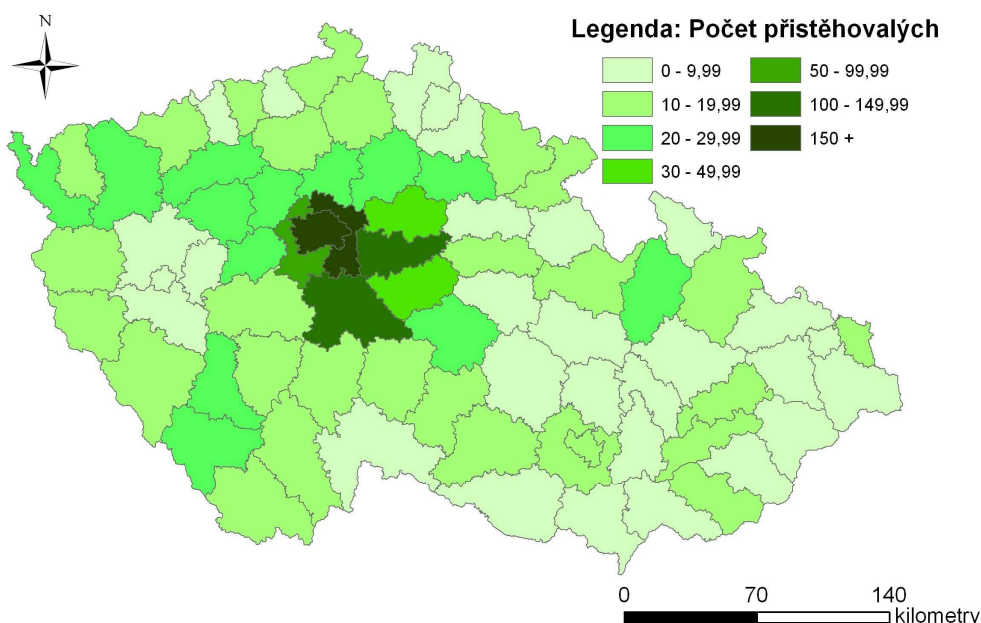 N
Legenda: Počet přistěhovalých
0 - 9,99
10 - 19,99
20 - 29,99
30 - 49,99
50 - 99,99
100 - 149,99
150 +
0 70 140
kilometry